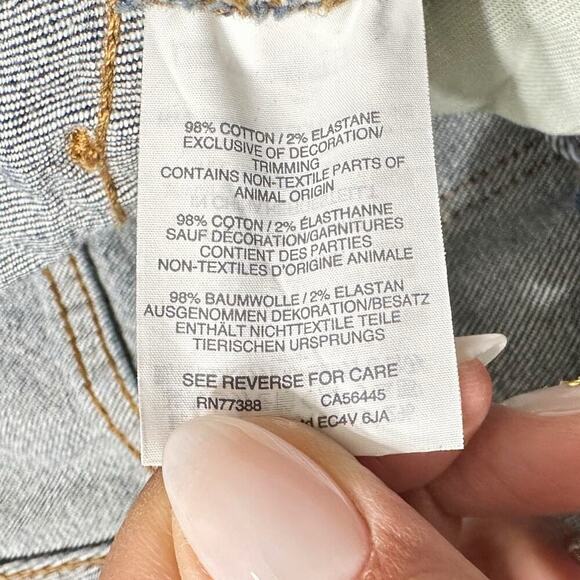 98% COTTON / 2% ELASTANE
EXCLUSIVE OF DECORATION/
TRIMMING
CONTAINS NON-TEXTILE PARTS OF
ANIMAL ORIGIN
98% COTON / 2% ÉLASTHANNE
SAUF DÉCORATION/GARNITURES
CONTIENT DES PARTIES
NON-TEXTILES D'ORIGINE ANIMALE
98% BAUMWOLLE / 2% ELASTAN
AUSGENOMMEN DEKORATION/BESATZ
ENTHÄLT NICHTTEXTILE TEILE
TIERISCHEN URSPRUNGS
SEE REVERSE FOR CARE
RN77388 CA56445
EC4V 6JA